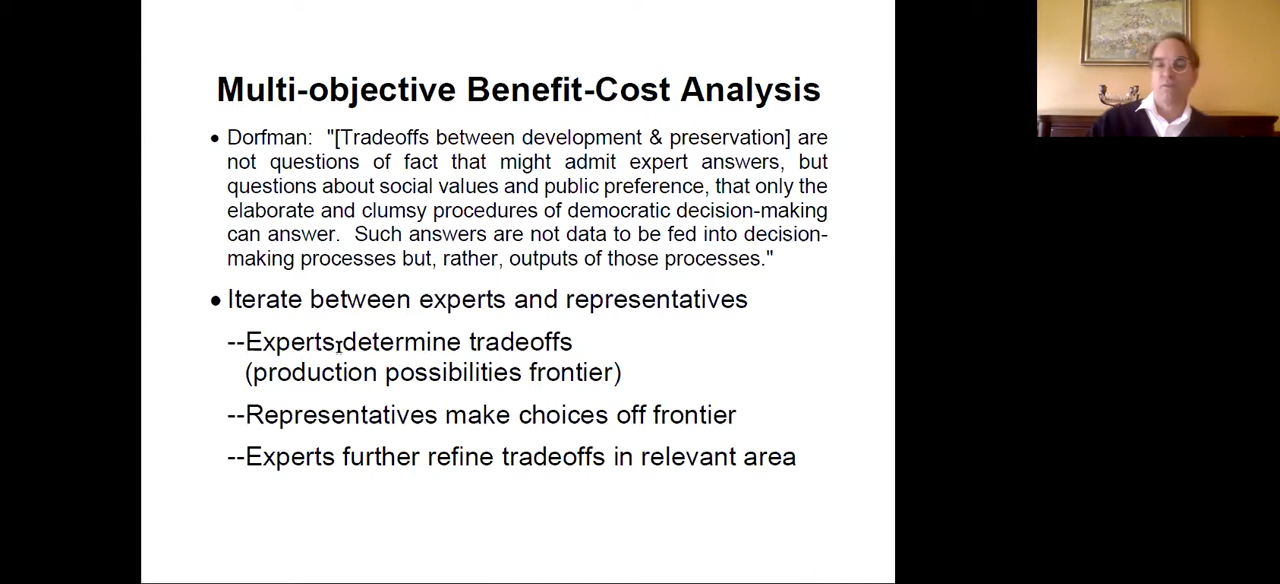 Multi-objective Benefit-Cost Analysis
• Dorfman: "[Tradeoffs between development & preservation] are
not questions of fact that might admit expert answers, but
questions about social values and public preference, that only the
elaborate and clumsy procedures of democratic decision-making
can answer. Such answers are not data to be fed into decision-
making processes but, rather, outputs of those processes."
• Iterate between experts and representatives
--Experts determine tradeoffs
(production possibilities frontier)
--Representatives make choices off frontier
--Experts further refine tradeoffs in relevant area